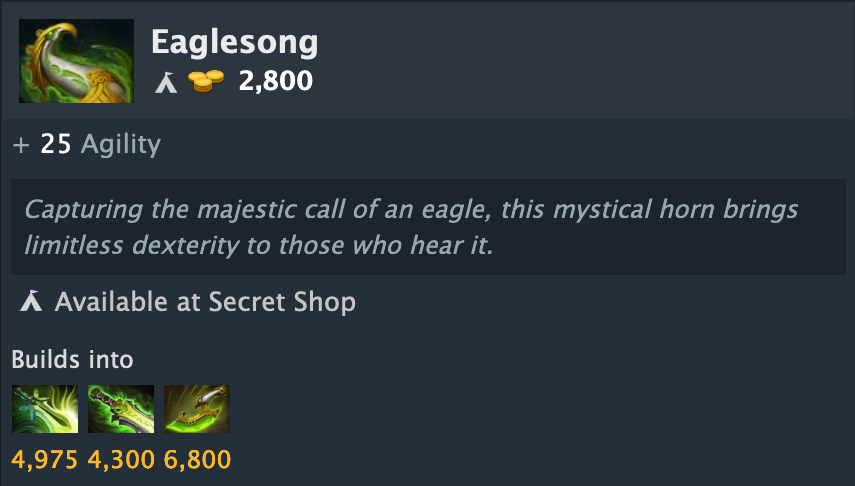 Eaglesong
2,800
+ 25 Agility
Capturing the majestic call of an eagle, this mystical horn brings
limitless dexterity to those who hear it.
Available at Secret Shop
Builds into
4,975 4,300 6,800